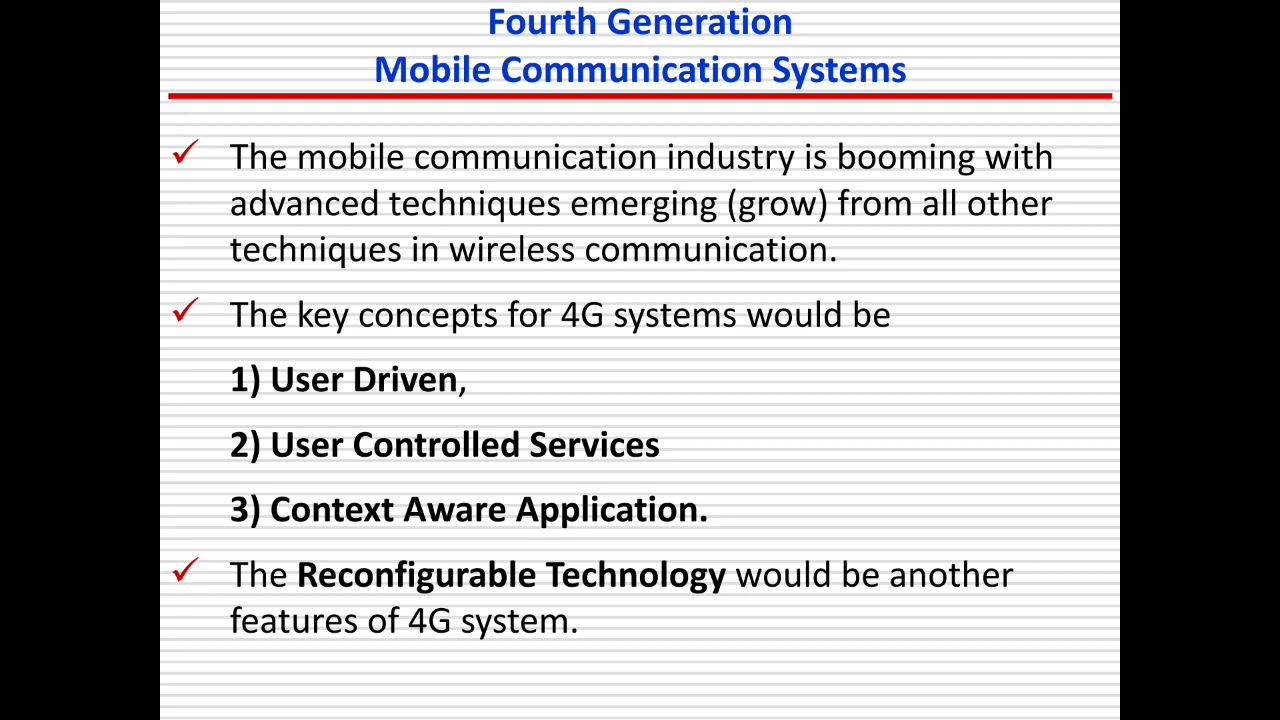 Fourth Generation
Mobile Communication Systems
✓ The mobile communication industry is booming with
advanced techniques emerging (grow) from all other
techniques in wireless communication.
✓ The key concepts for 4G systems would be
1) User Driven,
2) User Controlled Services
3) Context Aware Application.
✓ The Reconfigurable Technology would be another
features of 4G system.